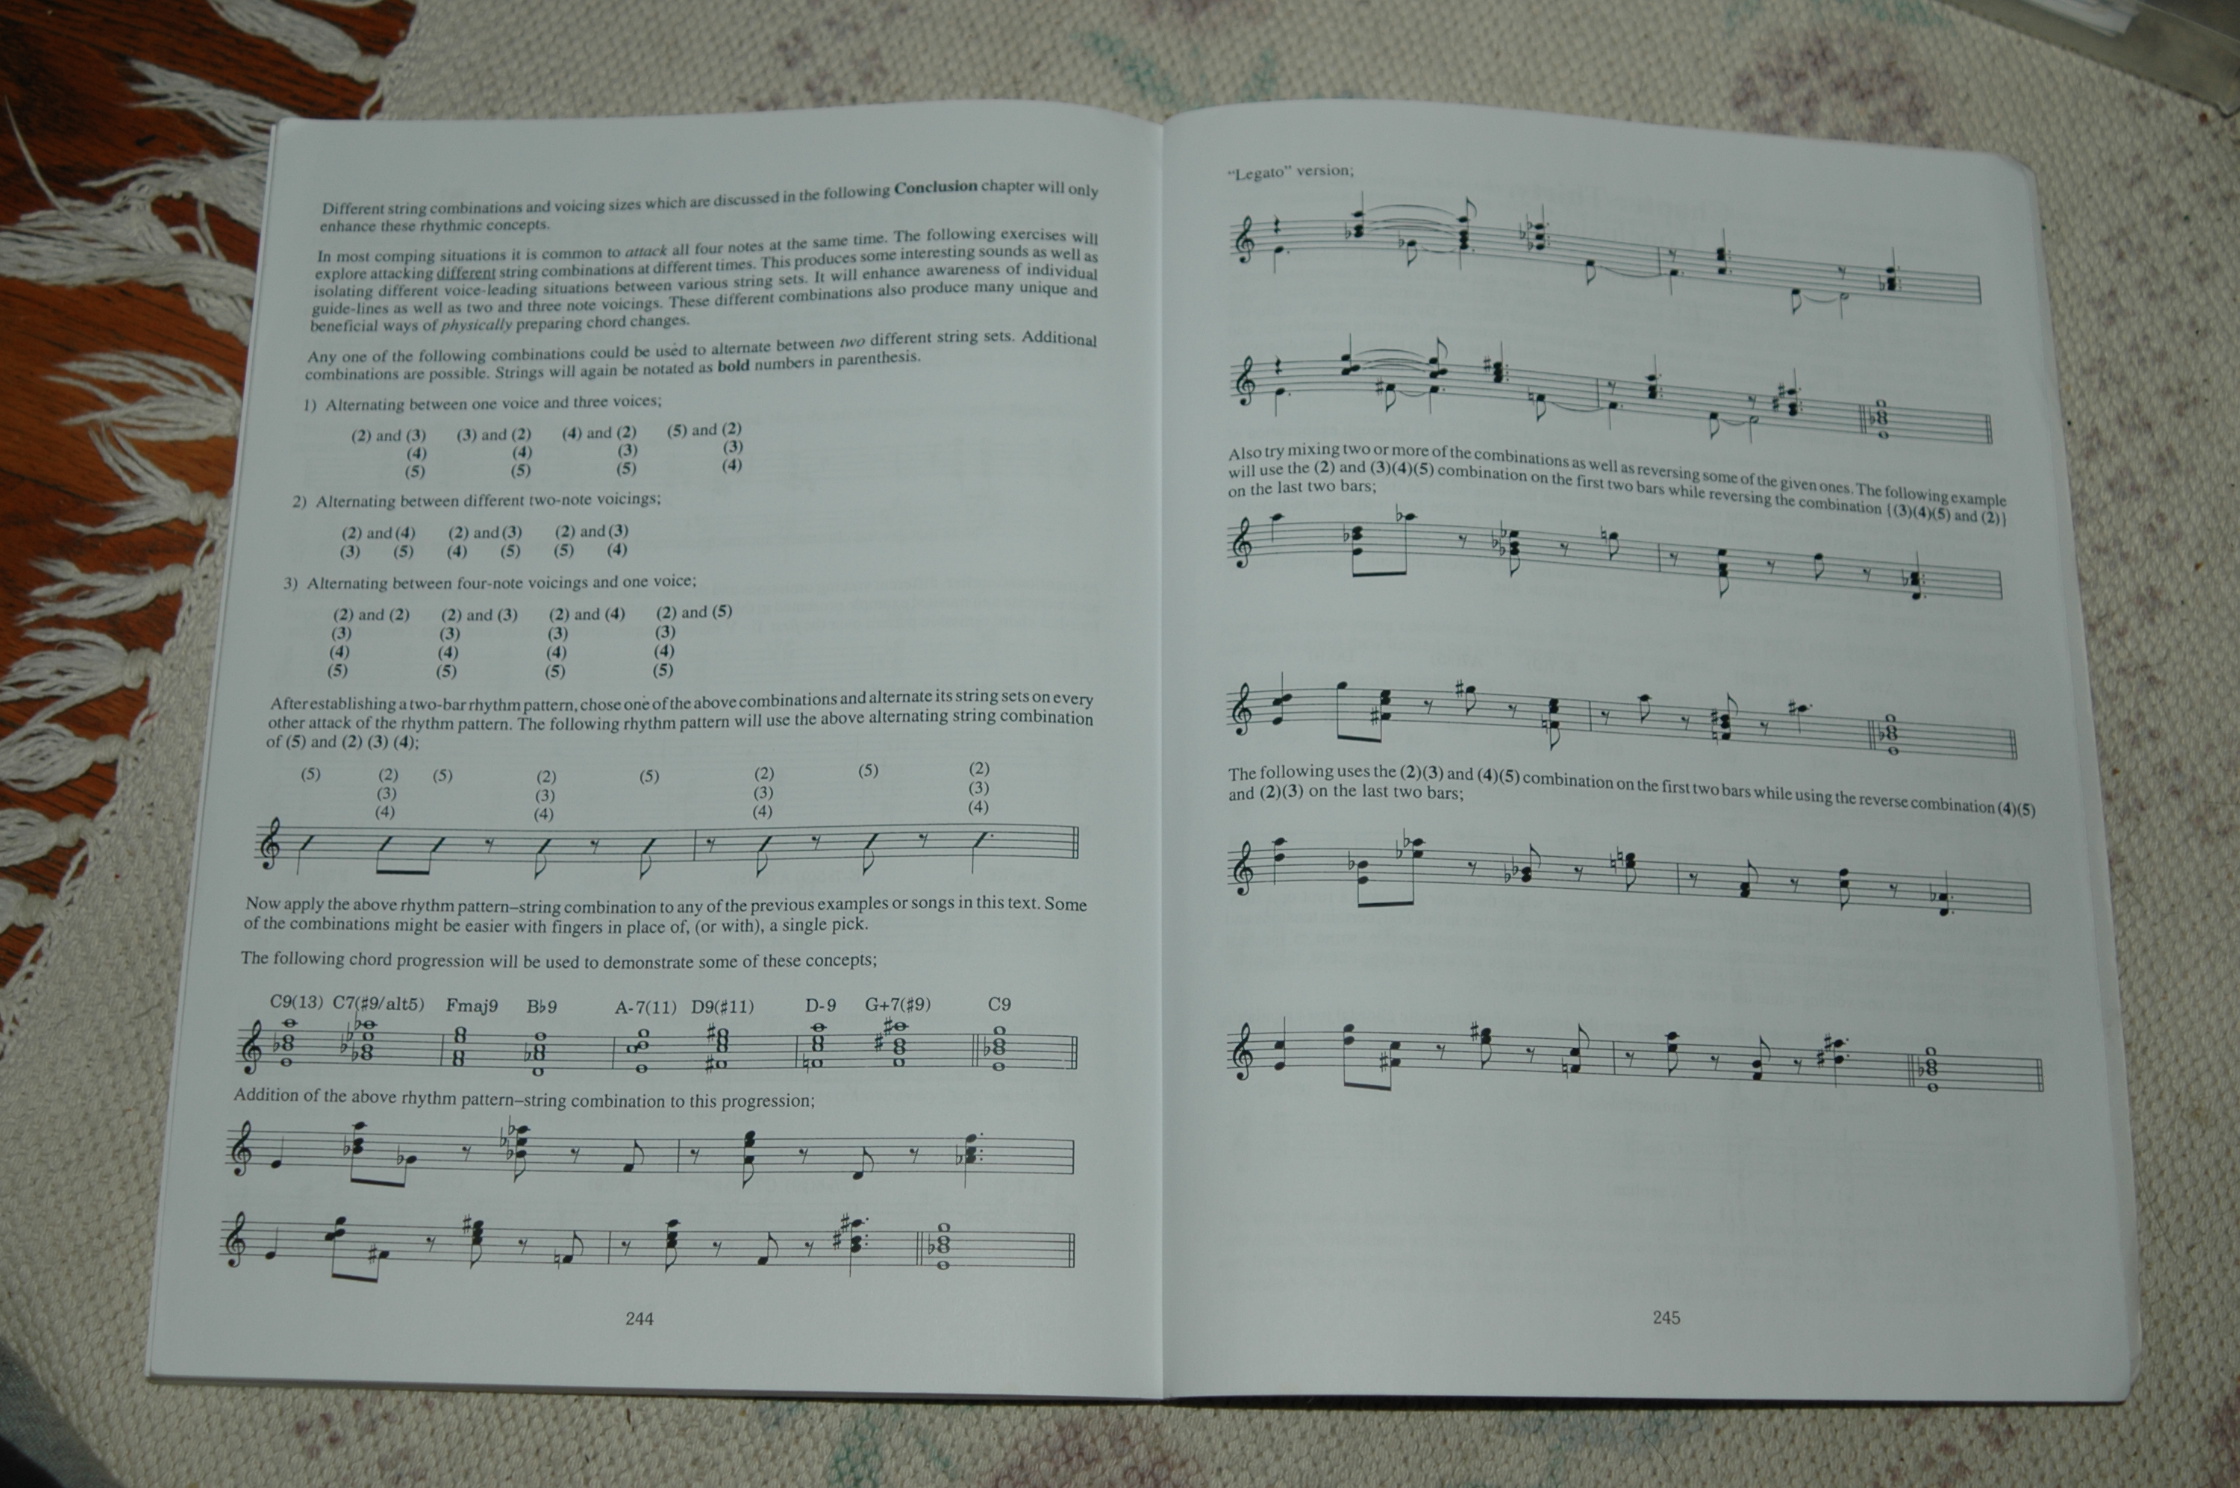 Different string combinations and voicing sizes which are discussed in the following Conclusion chapter will only
enhance these rhythmic concepts.
In most comping situations it is common to attack all four notes at the same time. The following exercises will
explore attacking different string combinations at different times. This produces some interesting sounds as well as
isolating different voice-leading situations between various string sets. It will enhance awareness of individual
guide-lines as well as two and three note voicings. These different combinations also produce many unique and
beneficial ways of physically preparing chord changes.
Any one of the following combinations could be used to alternate between two different string sets. Additional
combinations are possible. Strings will again be notated as bold numbers in parenthesis.
1) Alternating between one voice and three voices;
(2) and (3) (3) and (2) (4) and (2) (5) and (2)
(4) (4) (3) (3)
(5) (5) (5) (4)
2) Alternating between different two-note voicings;
(2) and (4) (2) and (3) (2) and (3)
(3) (5) (4) (5) (5) (4)
3) Alternating between four-note voicings and one voice;
(2) and (2) (2) and (3) (2) and (4) (2) and (5)
(3) (3) (3) (3)
(4) (4) (4) (4)
(5) (5) (5) (5)
After establishing a two-bar rhythm pattern, chose one of the above combinations and alternate its string sets on every
other attack of the rhythm pattern. The following rhythm pattern will use the above alternating string combination
of (5) and (2) (3) (4);
(5) (2) (5) (2) (5) (2) (5) (2)
(3) (3) (3) (3)
(4) (4) (4) (4)
Now apply the above rhythm pattern–string combination to any of the previous examples or songs in this text. Some
of the combinations might be easier with fingers in place of, (or with), a single pick.
The following chord progression will be used to demonstrate some of these concepts;
C9(13) C7(♯9/alt5) Fmaj9 B♭9 A-7(11) D9(♯11) D-9 G+7(♯9) C9
Addition of the above rhythm pattern–string combination to this progression;
244
“Legato” version;
Also try mixing two or more of the combinations as well as reversing some of the given ones. The following example
will use the (2) and (3)(4)(5) combination on the first two bars while reversing the combination {(3)(4)(5) and (2)}
on the last two bars;
The following uses the (2)(3) and (4)(5) combination on the first two bars while using the reverse combination (4)(5)
and (2)(3) on the last two bars;
245